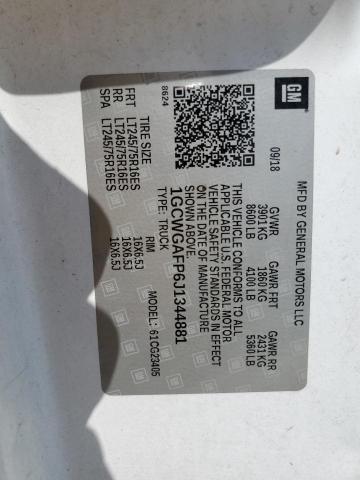 GM
MFD BY GENERAL MOTORS LLC
09/18 GVWR GAWR FRT GAWR RR
3901 KG 1860 KG 2431 KG
8600 LB 4100 LB 5360 LB
THIS VEHICLE CONFORMS TO ALL
APPLICABLE U.S. FEDERAL MOTOR
VEHICLE SAFETY STANDARDS IN EFFECT
ON THE DATE OF MANUFACTURE
SHOWN ABOVE.
1GCWGAFP6J1344881
TYPE: TRUCK
8624 MODEL: 61CG23405
TIRE SIZE RIM
FRT LT245/75R16ES 16X6.5J
RR LT245/75R16ES 16X6.5J
SPA LT245/75R16ES 16X6.5J